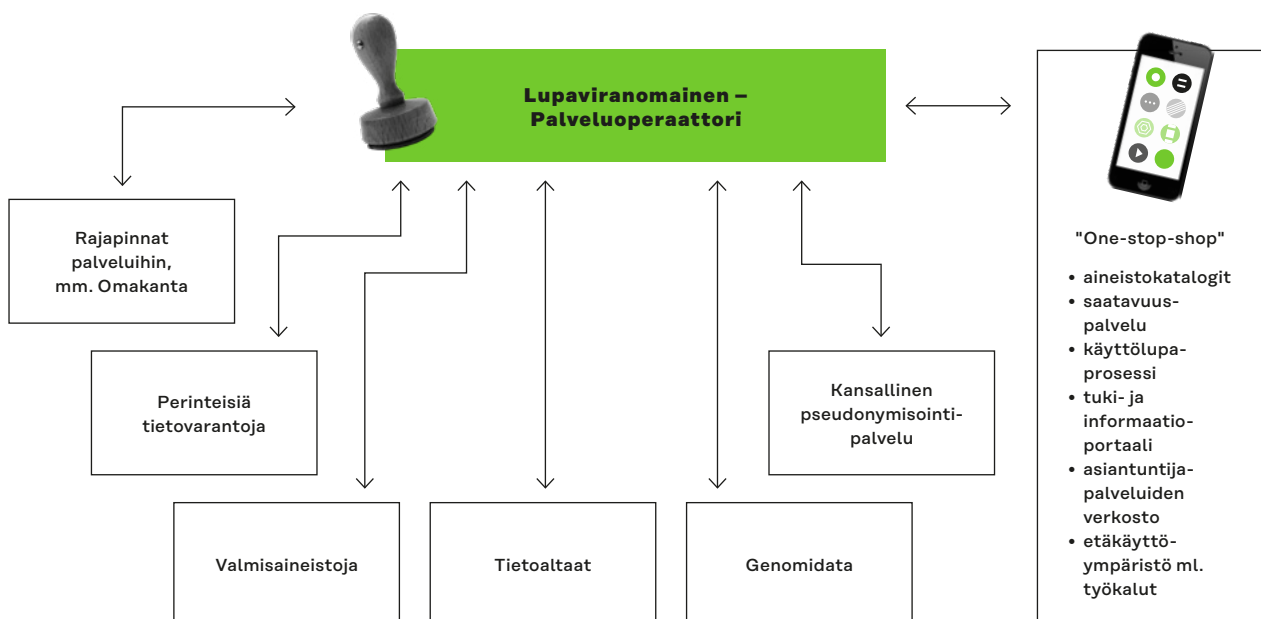 Lupaviranomainen –
Palveluoperaattori
Rajapinnat
palveluihin,
mm. Omakanta
Perinteisiä
tietovarantoja
Valmisaineistoja
Tietoaltaat
Genomidata
Kansallinen
pseudonymisointi-
palvelu
"One-stop-shop"
• aineistokatalogit
• saatavuus-
palvelu
• käyttölupa-
prosessi
• tuki- ja
informaatio-
portaali
• asiantuntija-
palveluiden
verkosto
• etäkäyttö-
ympäristö ml.
työkalut